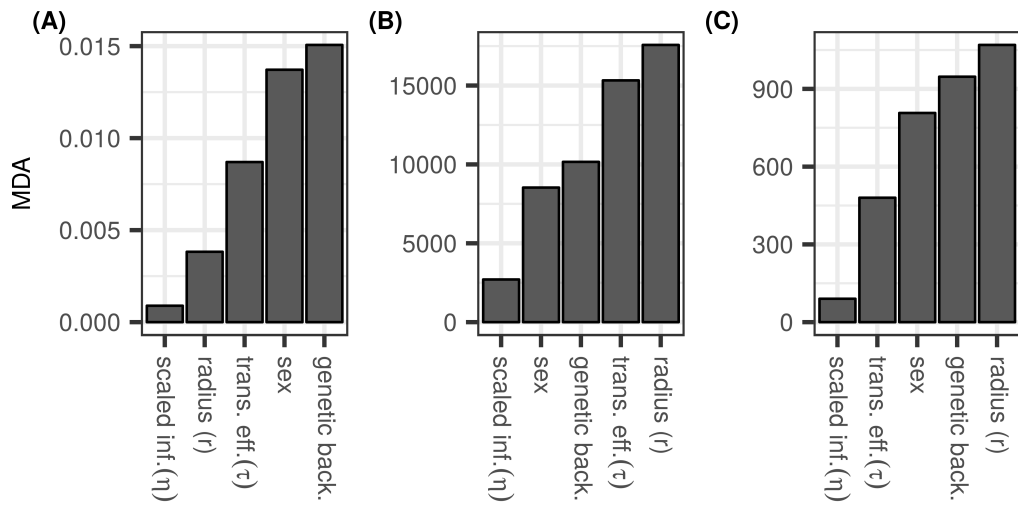 (A)
(B)
(C)
MDA
0.015
0.010
0.005
0.000
scaled inf.(η)
radius (r)
trans. eff.(τ)
sex
genetic back.
15000
10000
5000
0
scaled inf.(η)
sex
genetic back.
trans. eff.(τ)
radius (r)
900
600
300
0
scaled inf.(η)
trans. eff.(τ)
sex
genetic back.
radius (r)